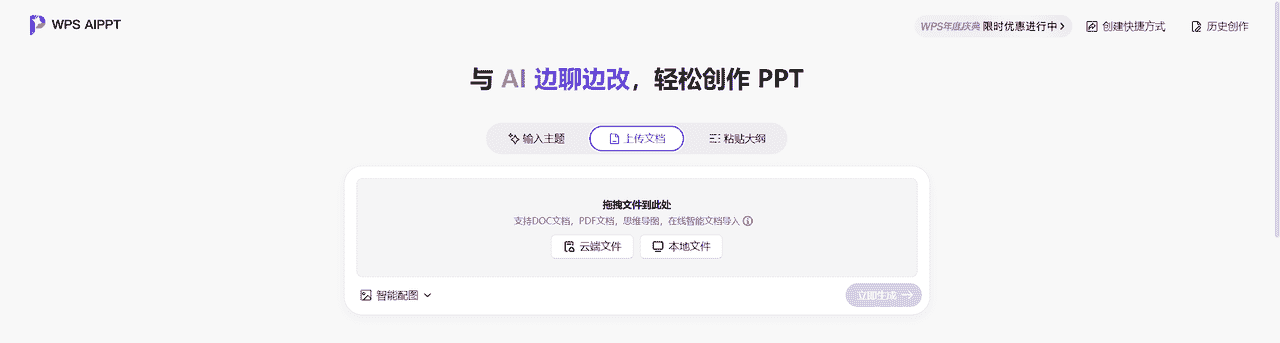 WPS AIPPT
WPS年底庆典 限时优惠进行中
创建快捷方式
历史创作
与 AI 边聊边改，轻松创作 PPT
输入主题
上传文档
粘贴大纲
拖拽文件到此处
支持DOC文档，PDF文档，思维导图，在线智能文档导入
云端文件
本地文件
智能配图
立即生成